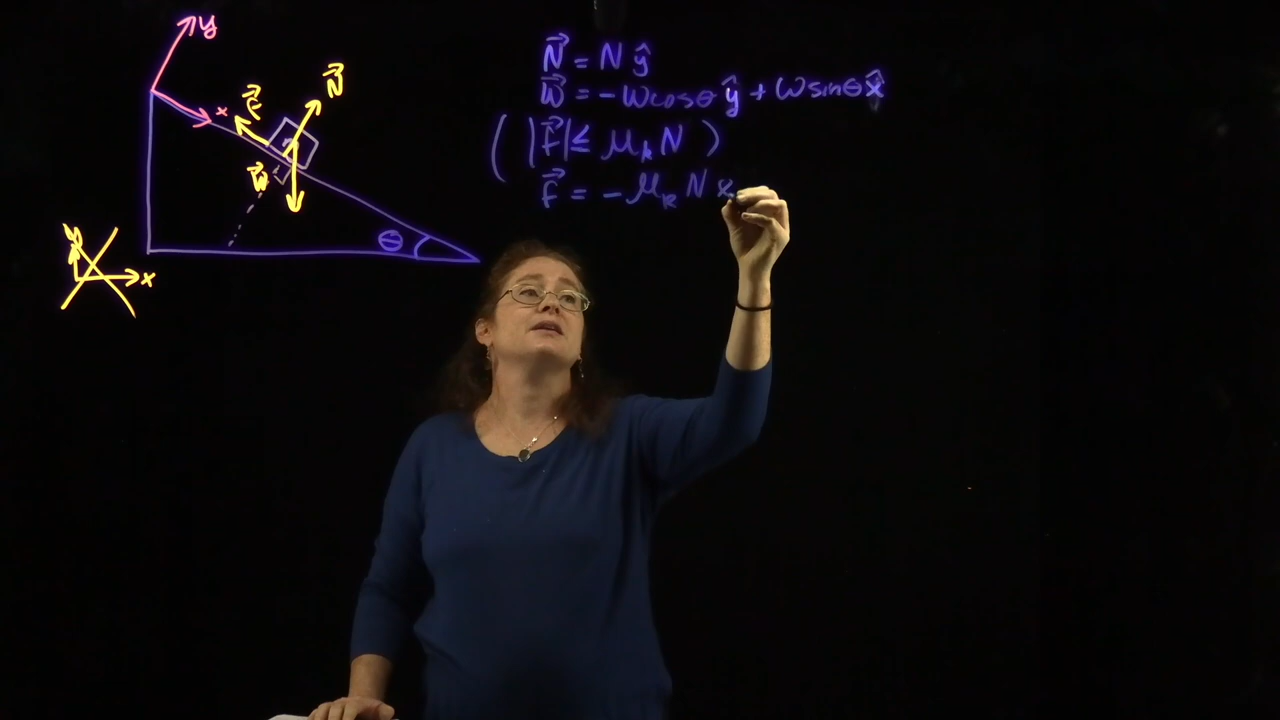 y
x
f⃗
N⃗
W⃗
θ
x
N⃗ = N ŷ
W⃗ = - W cosθ ŷ + W sinθ x̂
( |f⃗| ≤ μₖ N )
f⃗ = - μₖ N x